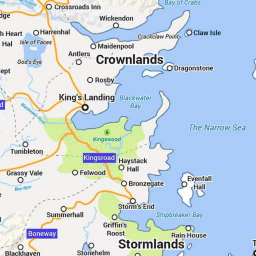 Bay of Crabs
Crossroads Inn
Wickendon
Crackclaw Point
Claw Isle
Harrenhal
Isle of Faces
Maidenpool
Antlers
Crownlands
God's Eye
Dragonstone
Rosby
King's Landing
Blackwater
Bay
The Narrow Sea
Kingswood
Tumbleton
Kingsroad
Haystack
Hall
Grassy Vale
Felwood
Bronzegate
Evenfall
Hall
Storm's End
Summerhall
Shipbreaker Bay
Griffin's
Roost
Boneway
Rain House
Stormlands